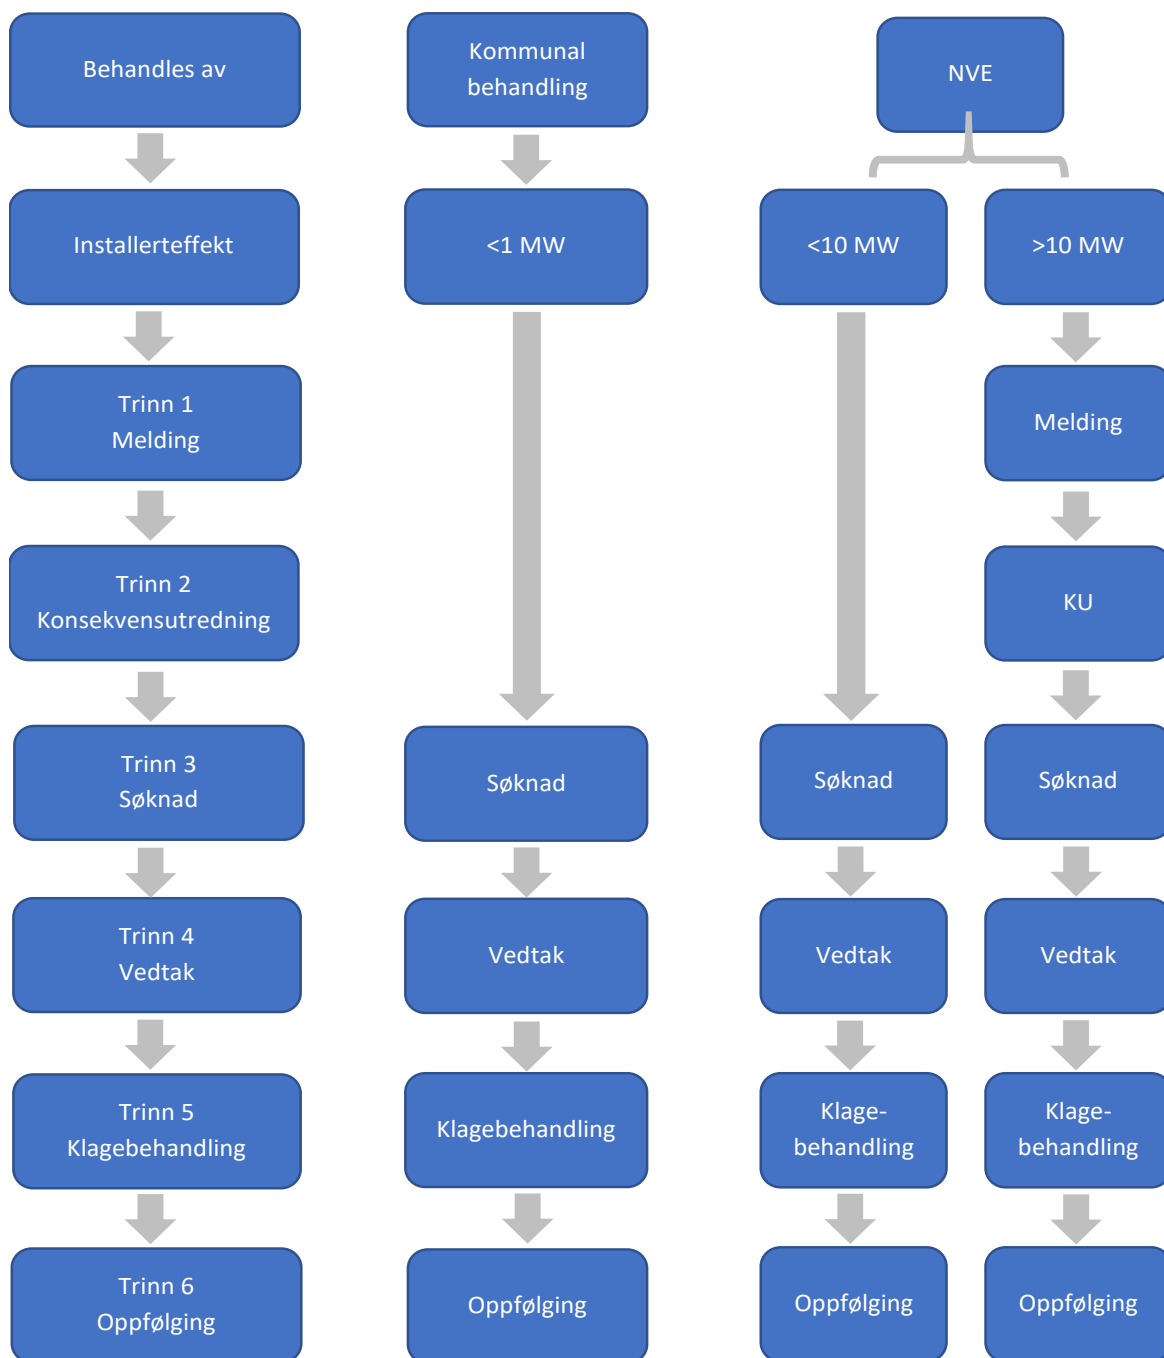 Behandles av
Kommunal
behandling
NVE
Installerteffekt
<1 MW
<10 MW
>10 MW
Trinn 1
Melding
Melding
Trinn 2
Konsekvensutredning
KU
Trinn 3
Søknad
Søknad
Søknad
Søknad
Trinn 4
Vedtak
Vedtak
Vedtak
Vedtak
Trinn 5
Klagebehandling
Klagebehandling
Klage-
behandling
Klage-
behandling
Trinn 6
Oppfølging
Oppfølging
Oppfølging
Oppfølging